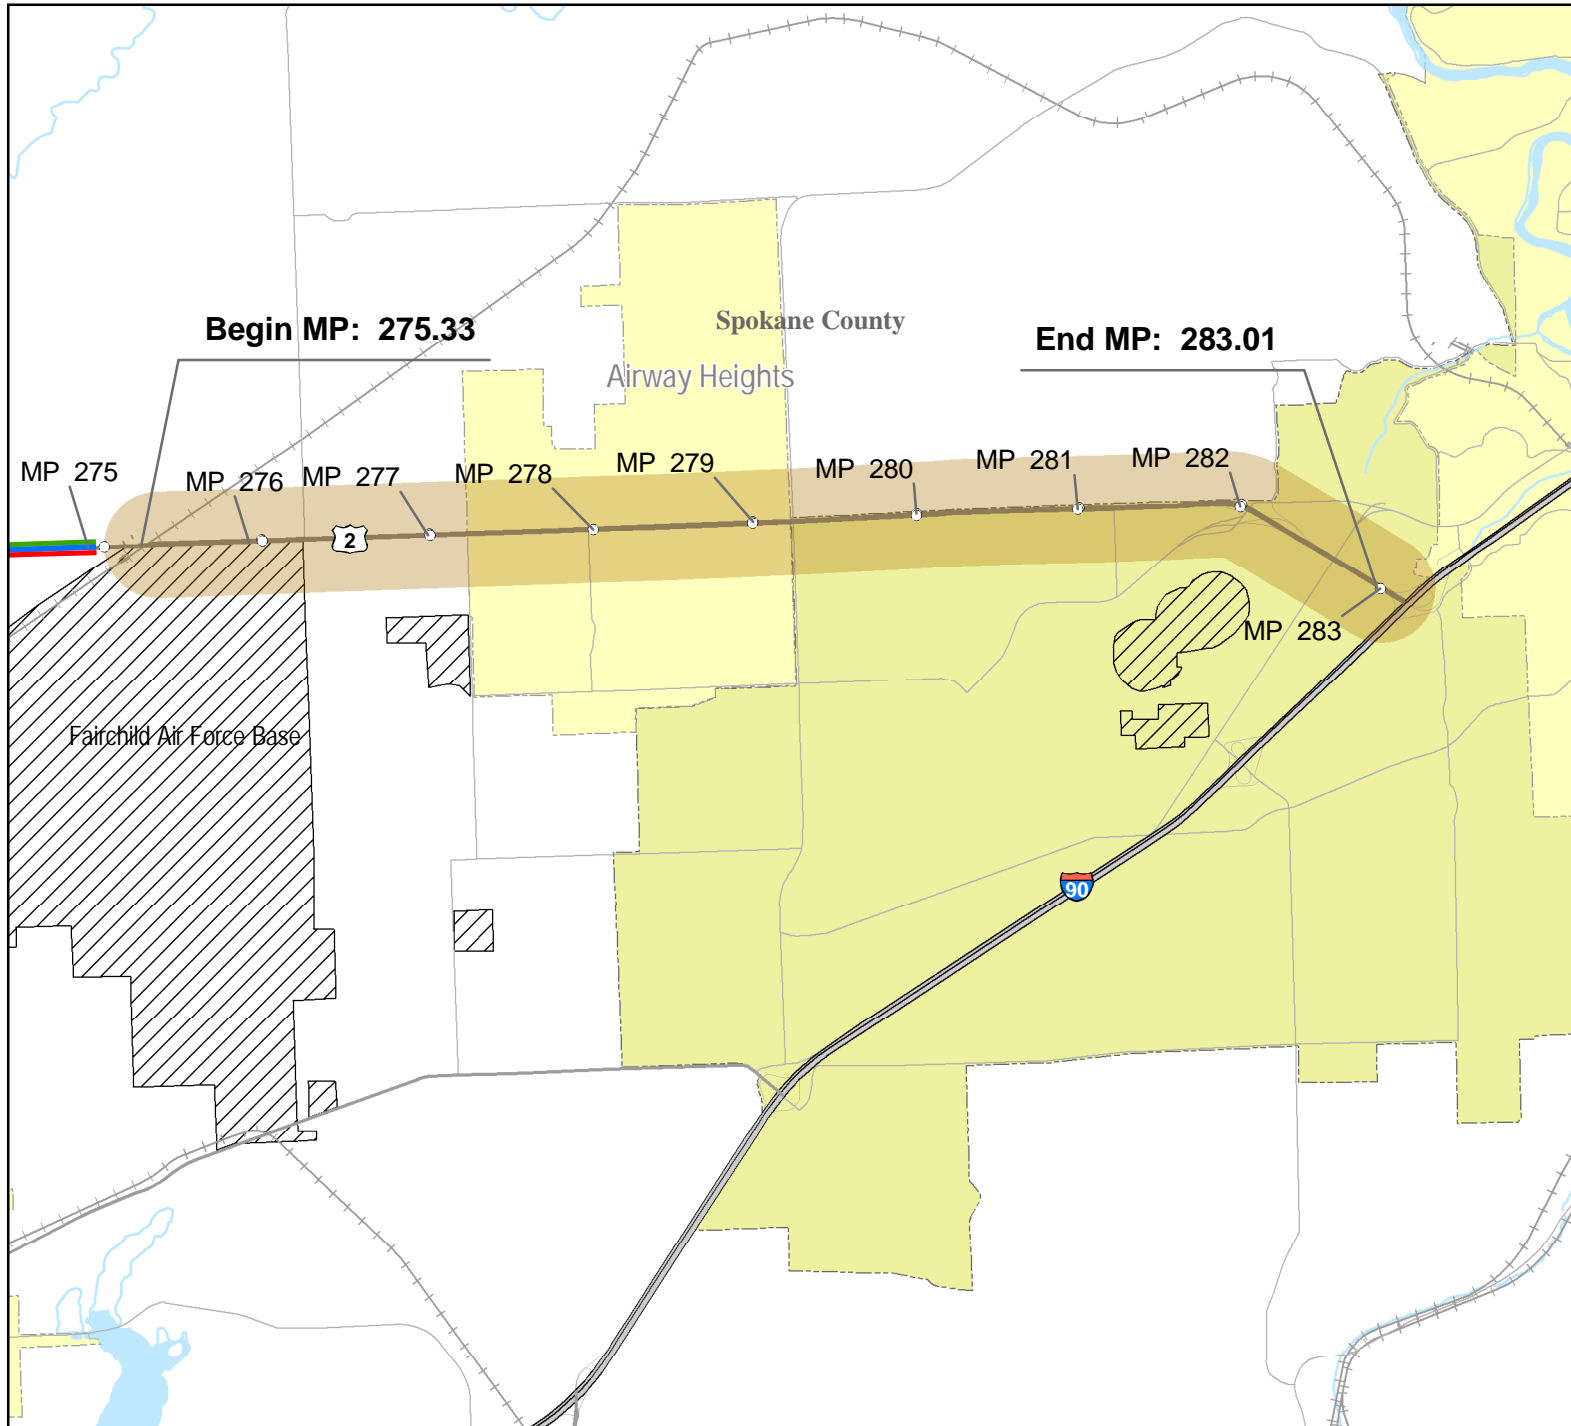 Spokane County
Begin MP: 275.33
End MP: 283.01
Airway Heights
MP 275
MP 276
MP 277
MP 278
MP 279
MP 280
MP 281
MP 282
2
MP 283
Fairchild Air Force Base
90